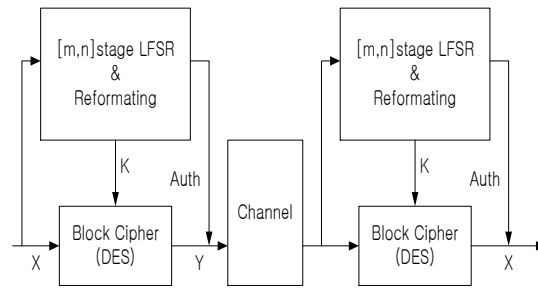 [m,n]stage LFSR
&
Reformating
K
Auth
Block Cipher
(DES)
X
Y
Channel
[m,n]stage LFSR
&
Reformating
K
Auth
Block Cipher
(DES)
X